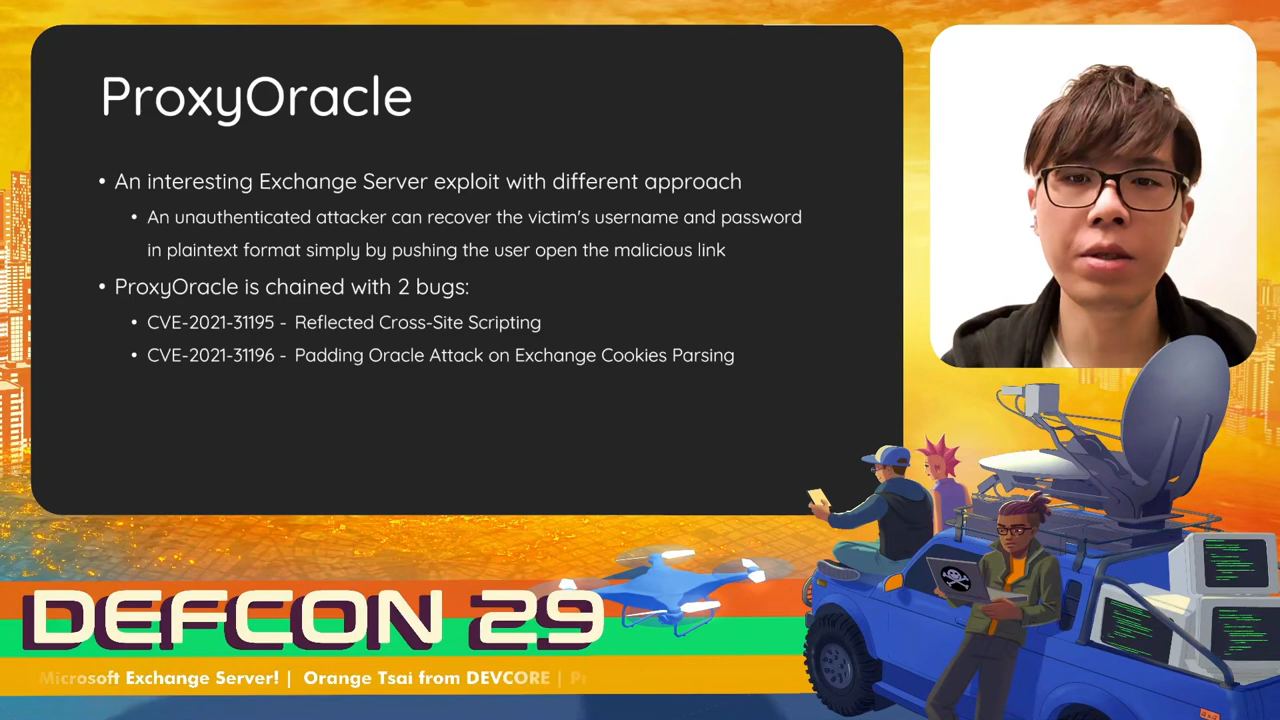 ProxyOracle
• An interesting Exchange Server exploit with different approach
• An unauthenticated attacker can recover the victim's username and password
in plaintext format simply by pushing the user open the malicious link
• ProxyOracle is chained with 2 bugs:
• CVE-2021-31195 - Reflected Cross-Site Scripting
• CVE-2021-31196 - Padding Oracle Attack on Exchange Cookies Parsing
DEFCON 29
Microsoft Exchange Server! | Orange Tsai from DEVCORE | Pr